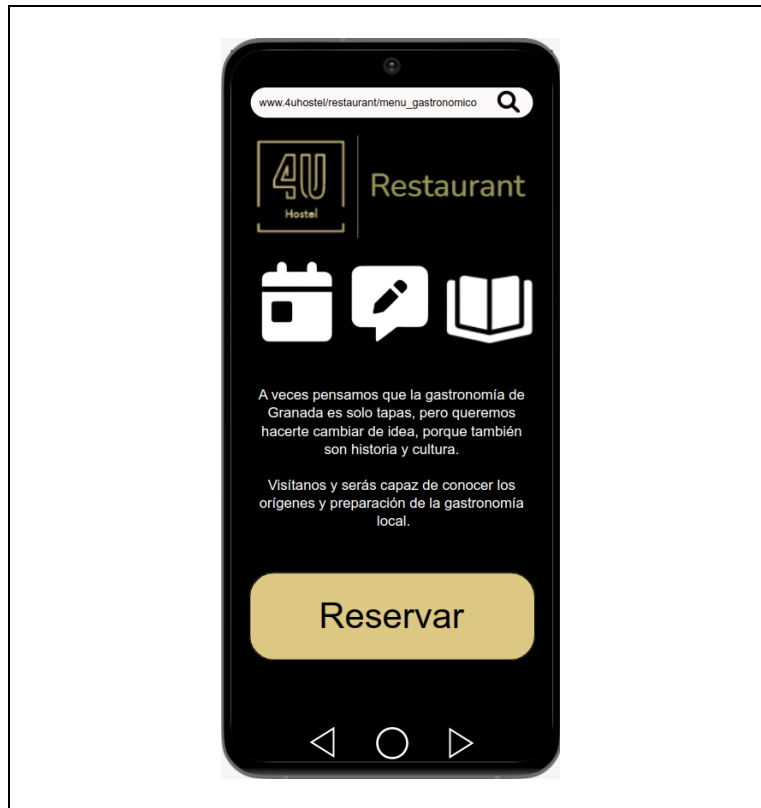 www.4uhostel/restaurant/menu_gastronomico
4U
Hostel
Restaurant
A veces pensamos que la gastronomía de
Granada es solo tapas, pero queremos
hacerte cambiar de idea, porque también
son historia y cultura.
Visítanos y serás capaz de conocer los
orígenes y preparación de la gastronomía
local.
Reservar